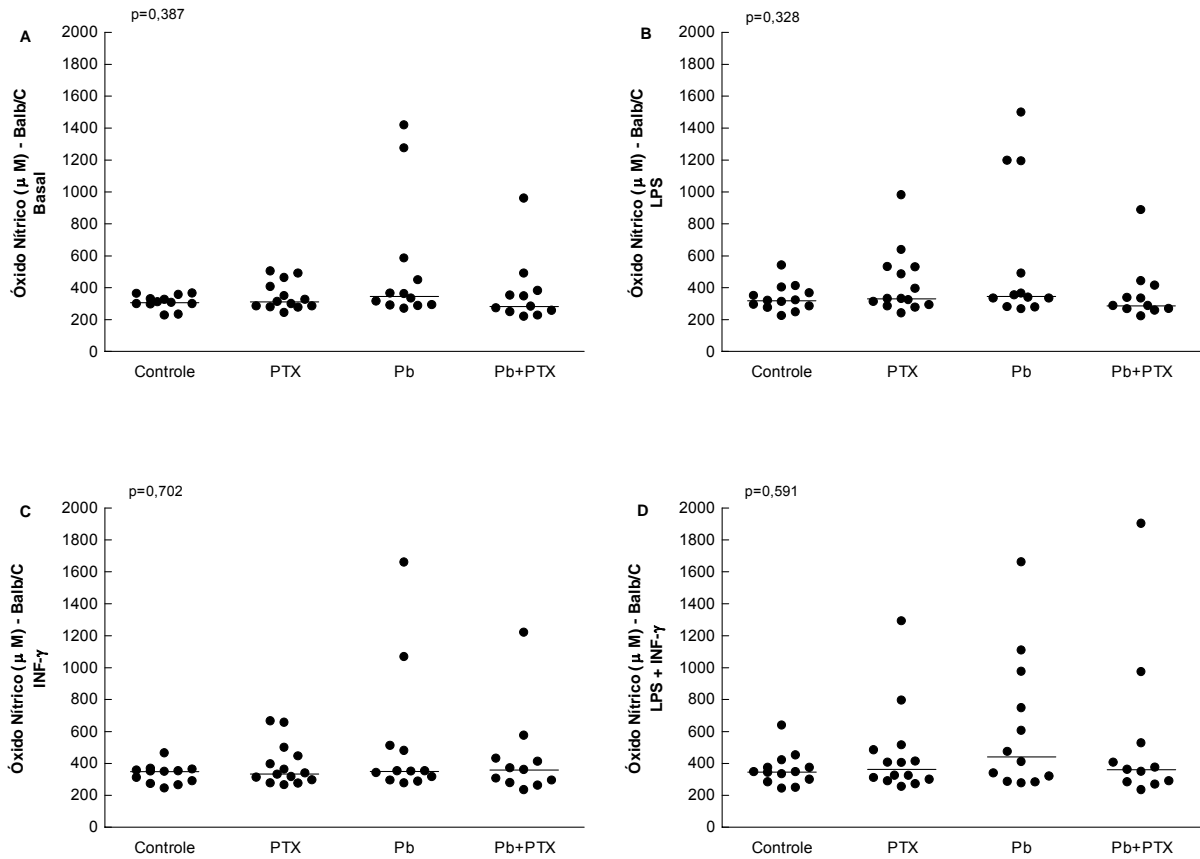 p=0,387
A
2000
1800
1600
1400
1200
1000
800
600
400
200
0
Óxido Nítrico (μ M) - Balb/C
Basal
Controle PTX Pb Pb+PTX
p=0,328
B
2000
1800
1600
1400
1200
1000
800
600
400
200
0
Óxido Nítrico (μ M) - Balb/C
LPS
Controle PTX Pb Pb+PTX
p=0,702
C
2000
1800
1600
1400
1200
1000
800
600
400
200
0
Óxido Nítrico (μ M) - Balb/C
INF-γ
Controle PTX Pb Pb+PTX
p=0,591
D
2000
1800
1600
1400
1200
1000
800
600
400
200
0
Óxido Nítrico (μ M) - Balb/C
LPS + INF-γ
Controle PTX Pb Pb+PTX